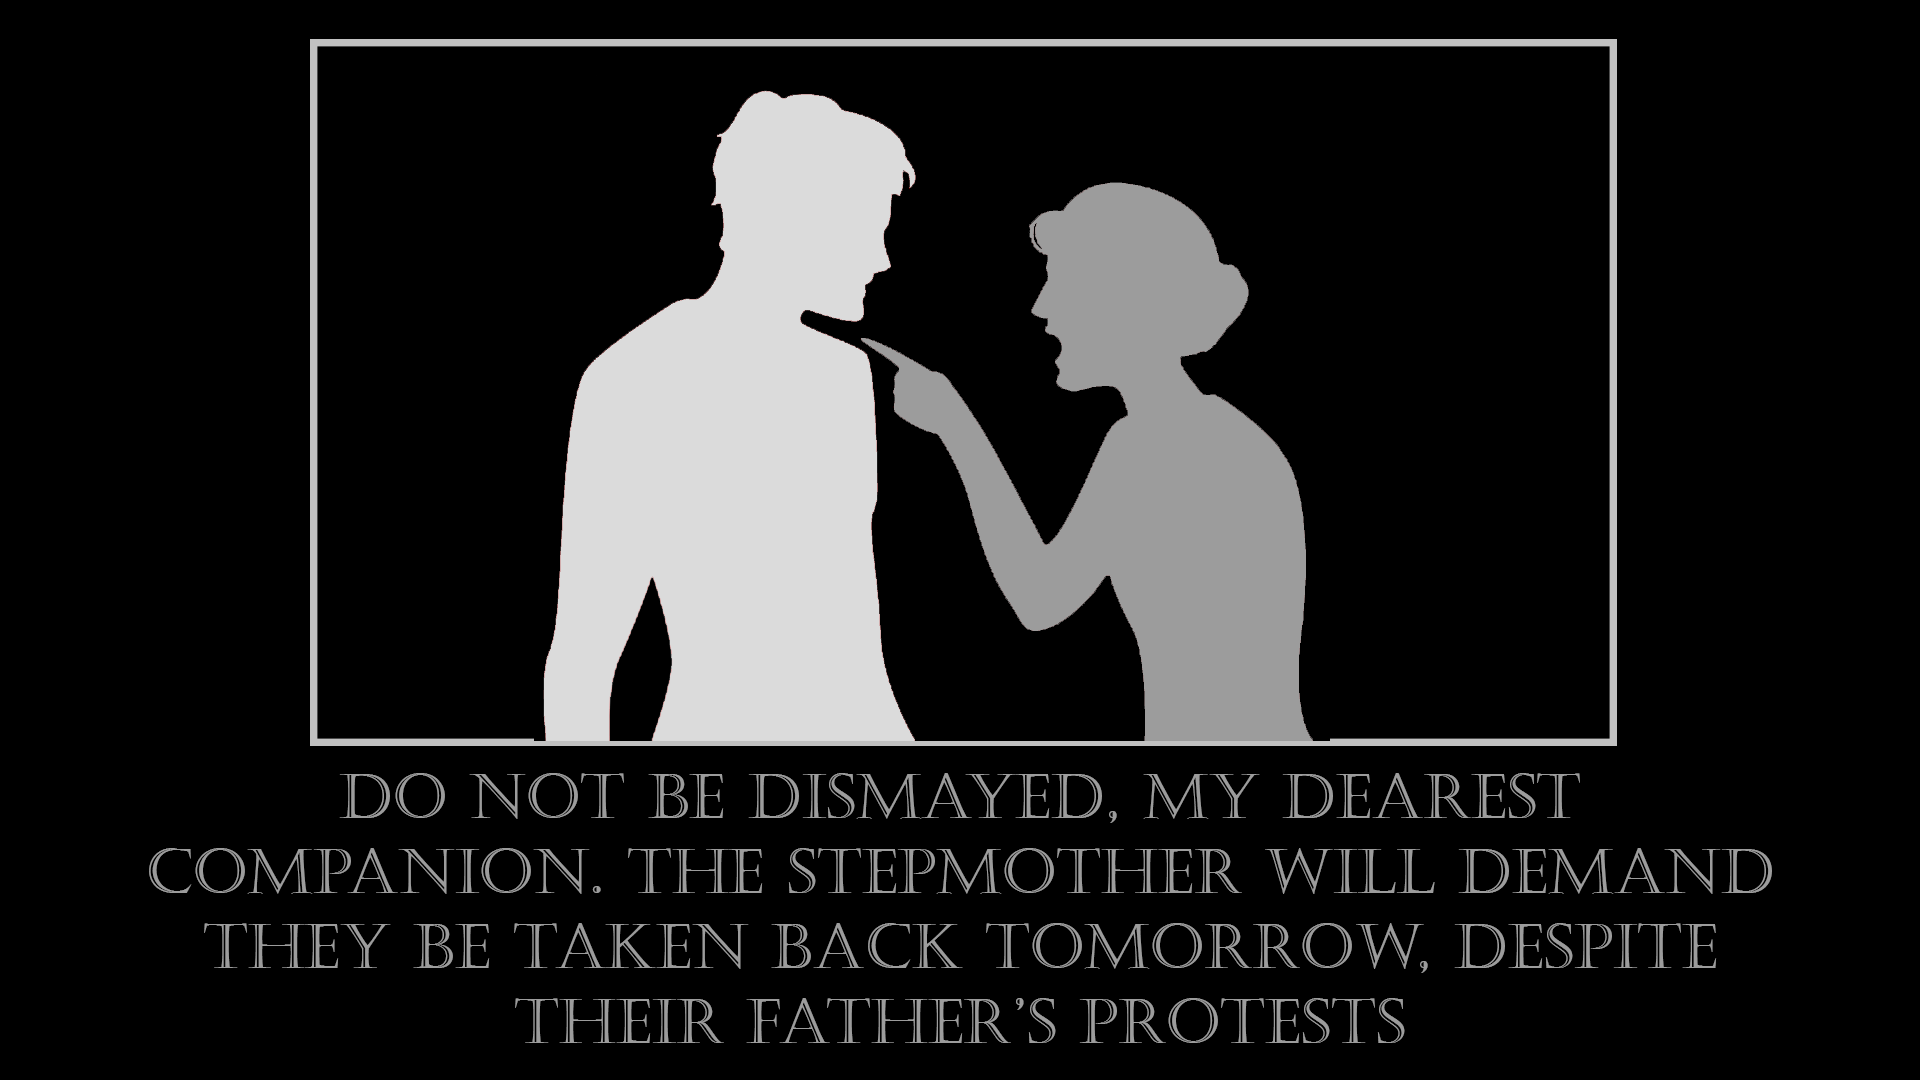 DO NOT BE DISMAYED, MY DEAREST
COMPANION. THE STEPMOTHER WILL DEMAND
THEY BE TAKEN BACK TOMORROW, DESPITE
THEIR FATHER'S PROTESTS